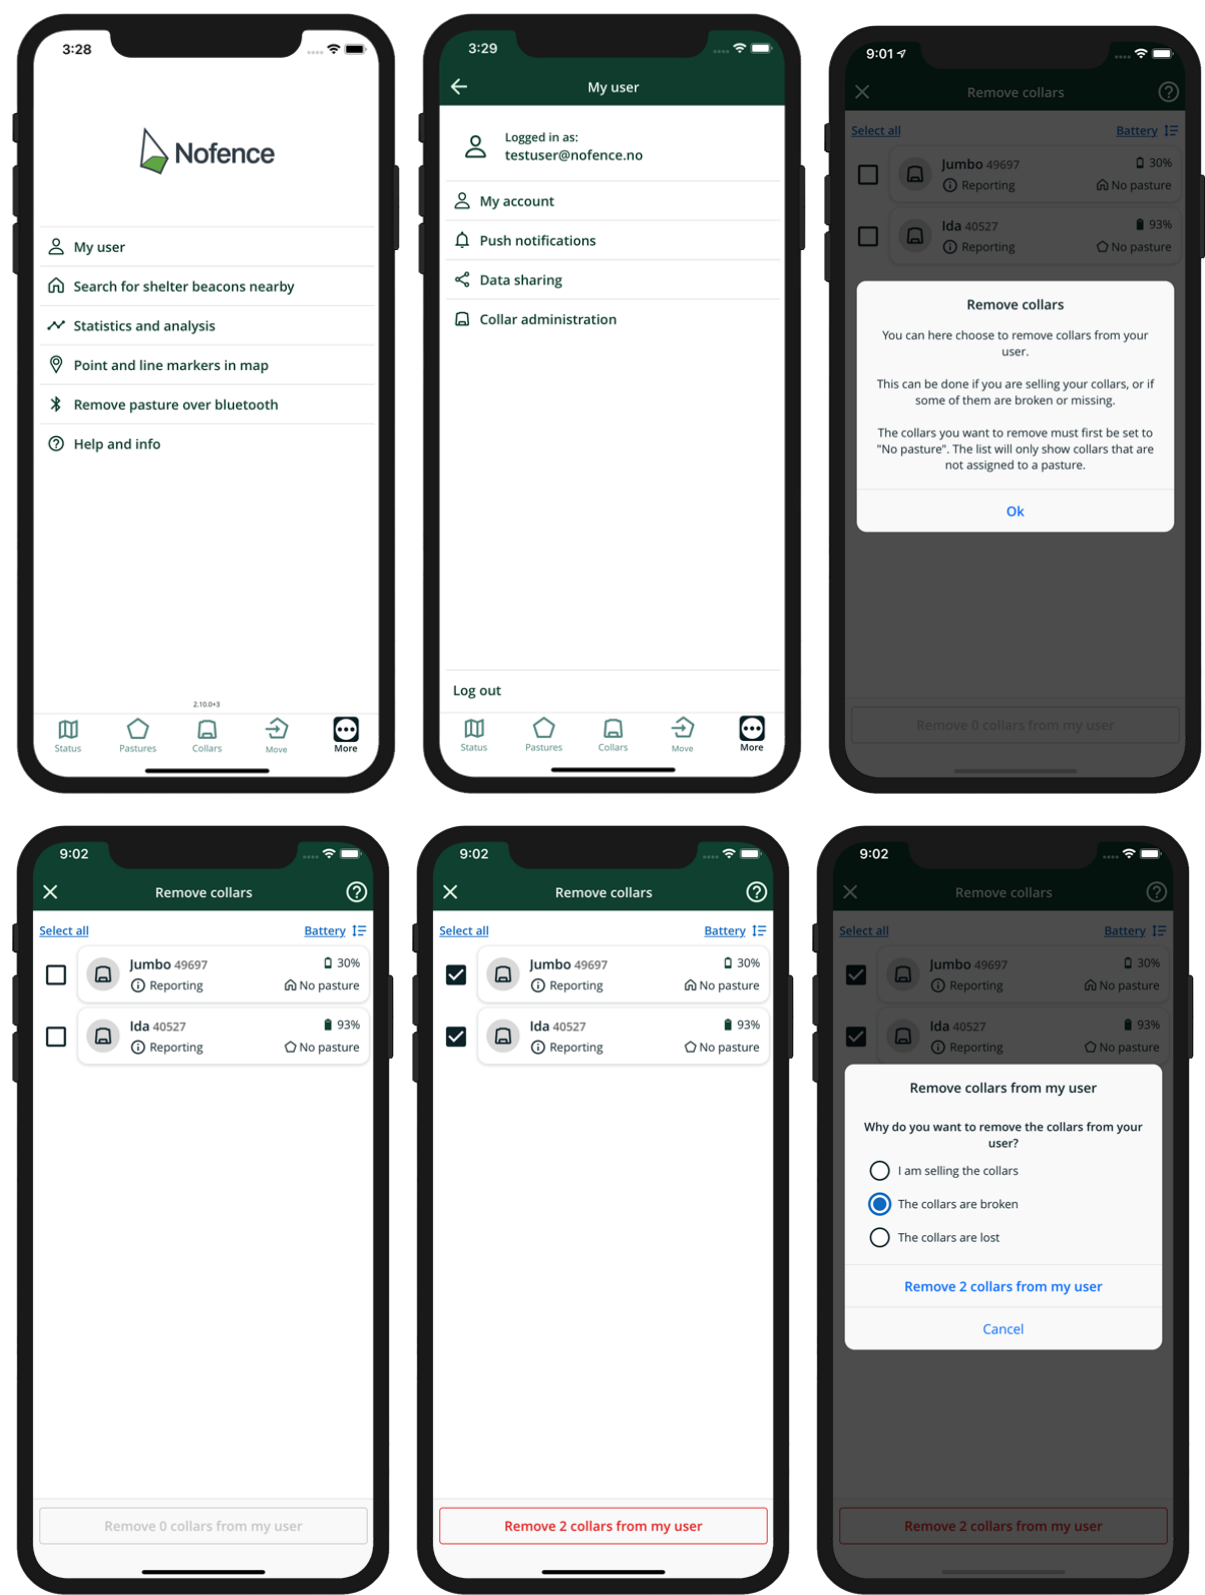 3:28
Nofence
My user
Search for shelter beacons nearby
Statistics and analysis
Point and line markers in map
Remove pasture over bluetooth
Help and info
2.10.0+3
Status Pastures Collars Move More
3:29
My user
Logged in as:
testuser@nofence.no
My account
Push notifications
Data sharing
Collar administration
Log out
Status Pastures Collars Move More
9:01
Remove collars
Select all Battery
Jumbo 49697 30%
Reporting No pasture
Ida 40527 93%
Reporting No pasture
Remove collars
You can here choose to remove collars from your
user.
This can be done if you are selling your collars, or if
some of them are broken or missing.
The collars you want to remove must first be set to
"No pasture". The list will only show collars that are
not assigned to a pasture.
Ok
Remove 0 collars from my user
9:02
Remove collars
Select all Battery
Jumbo 49697 30%
Reporting No pasture
Ida 40527 93%
Reporting No pasture
Remove 0 collars from my user
9:02
Remove collars
Select all Battery
Jumbo 49697 30%
Reporting No pasture
Ida 40527 93%
Reporting No pasture
Remove 2 collars from my user
9:02
Remove collars
Select all Battery
Jumbo 49697 30%
Reporting No pasture
Ida 40527 93%
Reporting No pasture
Remove collars from my user
Why do you want to remove the collars from your
user?
I am selling the collars
The collars are broken
The collars are lost
Remove 2 collars from my user
Cancel
Remove 2 collars from my user